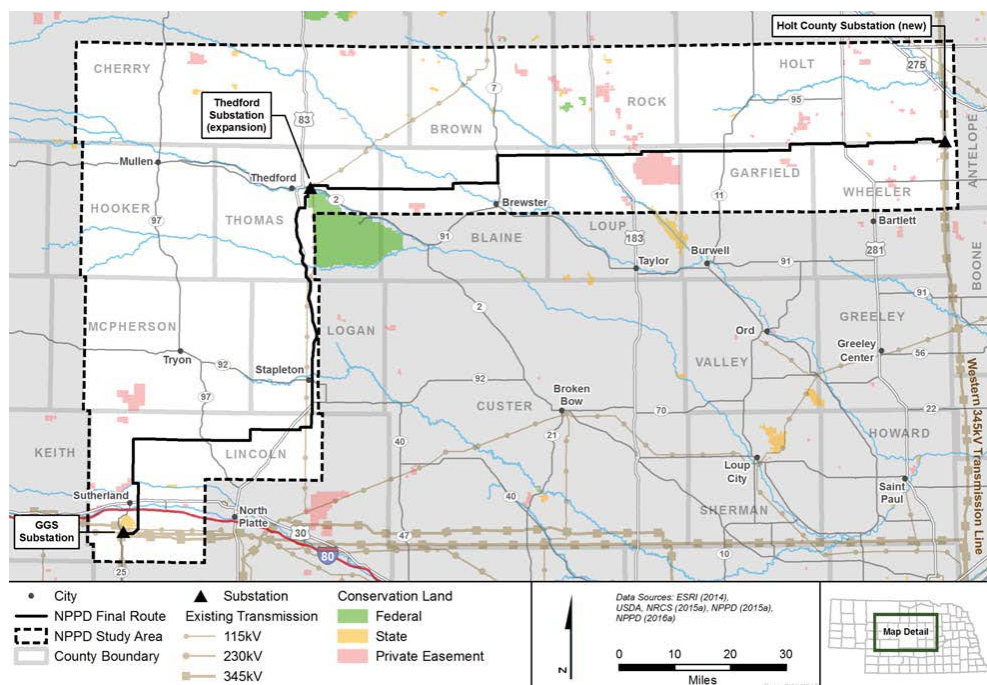 Holt County Substation (new)
CHERRY
HOLT
275
Thedford
Substation
(expansion)
7
83
ROCK
95
BROWN
ANTELOPE
Mullen
Thedford
GARFIELD
WHEELER
HOOKER
THOMAS
2
Brewster
11
97
91
BLAINE
LOUP
Bartlett
183
281
Taylor
Burwell
91
BOONE
91
2
MCPHERSON
LOGAN
Ord
GREELEY
Greeley
Center
56
VALLEY
Tryon
92
Stapleton
92
Broken
Bow
97
CUSTER
70
22
KEITH
LINCOLN
40
21
HOWARD
Loup
City
Sutherland
40
Saint
Paul
North
Platte
SHERMAN
GGS
Substation
30
47
80
10
25
Western 345kV Transmission Line
City
NPPD Final Route
NPPD Study Area
County Boundary
Substation
Existing Transmission
115kV
230kV
345kV
Conservation Land
Federal
State
Private Easement
N
Data Sources: ESRI (2014),
USDA, NRCS (2015a), NPPD (2015a),
NPPD (2016a)
0 10 20 30
Miles
Map Detail